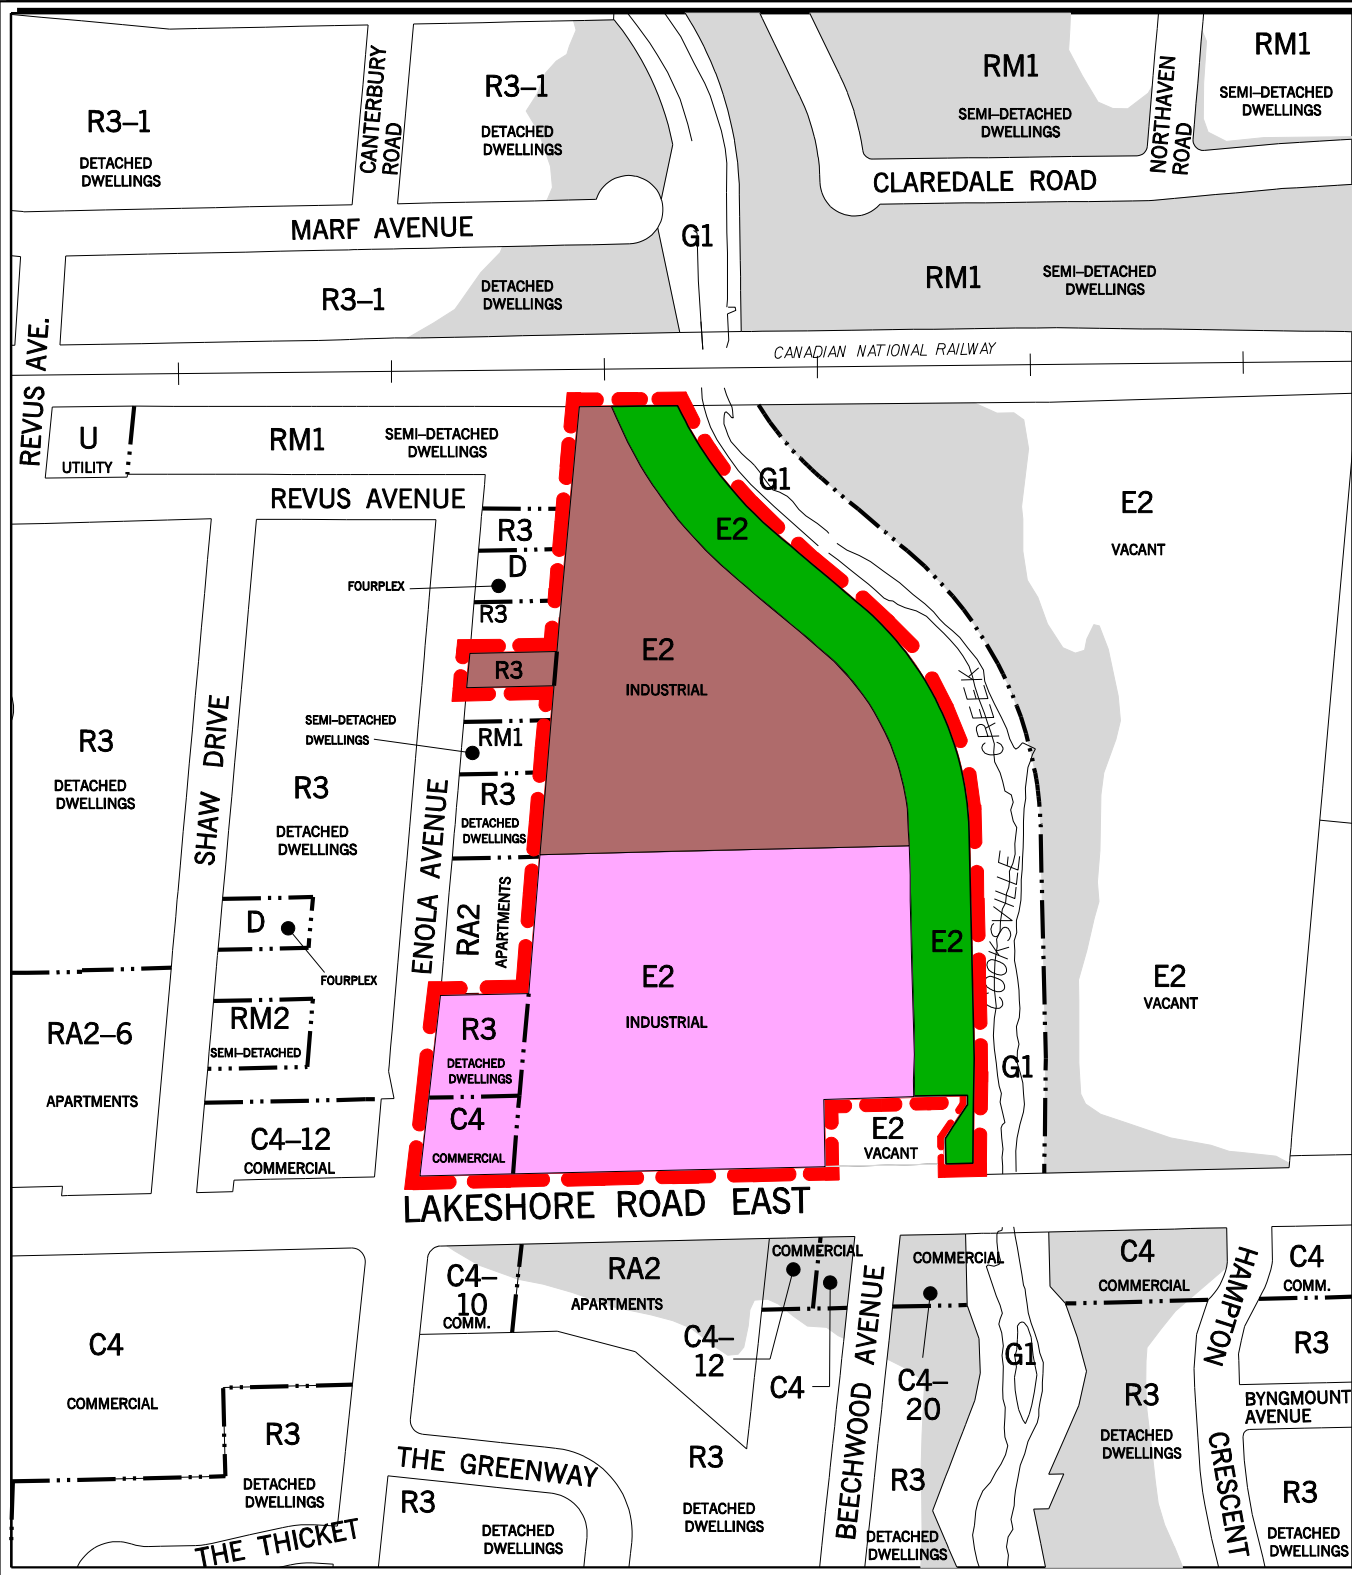 RM1
SEMI–DETACHED
DWELLINGS
RM1
SEMI–DETACHED
DWELLINGS
R3–1
DETACHED
DWELLINGS
CANTERBURY
ROAD
R3–1
DETACHED
DWELLINGS
NORTHAVEN
ROAD
CLAREDALE ROAD
MARF AVENUE
G1
RM1
SEMI–DETACHED
DWELLINGS
R3–1
DETACHED
DWELLINGS
REVUS AVE.
CANADIAN NATIONAL RAILWAY
U
UTILITY
RM1
SEMI–DETACHED
DWELLINGS
REVUS AVENUE
G1
E2
VACANT
R3
E2
D
FOURPLEX
R3
E2
INDUSTRIAL
R3
CREEK
SEMI–DETACHED
DWELLINGS
RM1
R3
DETACHED
DWELLINGS
SHAW DRIVE
R3
DETACHED
DWELLINGS
ENOLA AVENUE
R3
DETACHED
DWELLINGS
RA2
APARTMENTS
D
FOURPLEX
E2
COOKSVILLE
E2
INDUSTRIAL
E2
VACANT
RA2–6
APARTMENTS
RM2
SEMI–DETACHED
R3
DETACHED
DWELLINGS
G1
C4–12
COMMERCIAL
C4
COMMERCIAL
E2
VACANT
LAKESHORE ROAD EAST
C4–
10
COMM.
RA2
APARTMENTS
COMMERCIAL
COMMERCIAL
C4
COMMERCIAL
HAMPTON
CRESCENT
C4
COMM.
C4
COMMERCIAL
C4–
12
C4
BEECHWOOD AVENUE
C4–
20
G1
R3
DETACHED
DWELLINGS
R3
BYNGMOUNT
AVENUE
R3
DETACHED
DWELLINGS
THE GREENWAY
R3
DETACHED
DWELLINGS
R3
DETACHED
DWELLINGS
R3
DETACHED
DWELLINGS
R3
DETACHED
DWELLINGS
THE THICKET